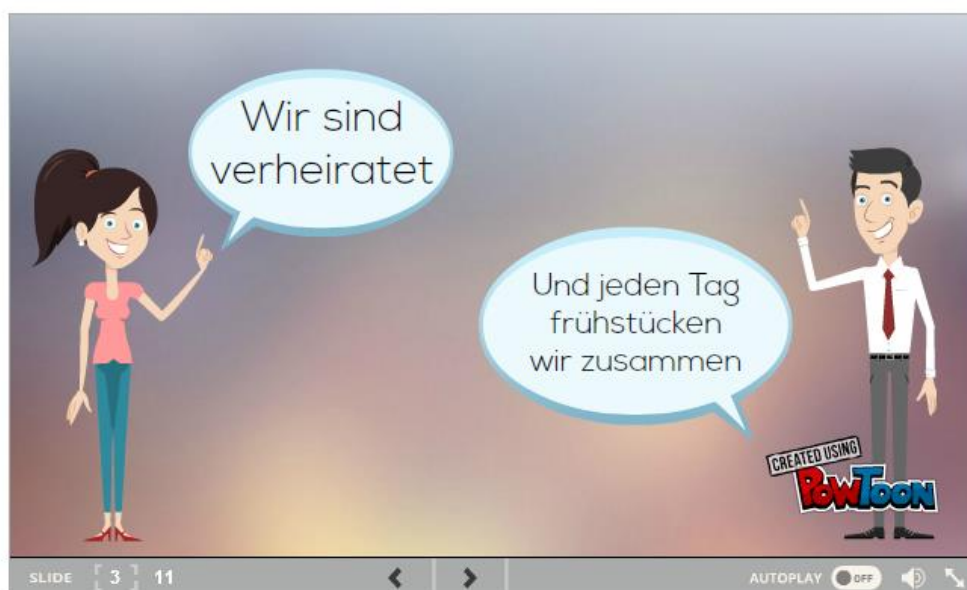 Wir sind
verheiratet
Und jeden Tag
frühstücken
wir zusammen
CREATED USING
POWTOON
SLIDE [ 3 ] 11
AUTOPLAY OFF